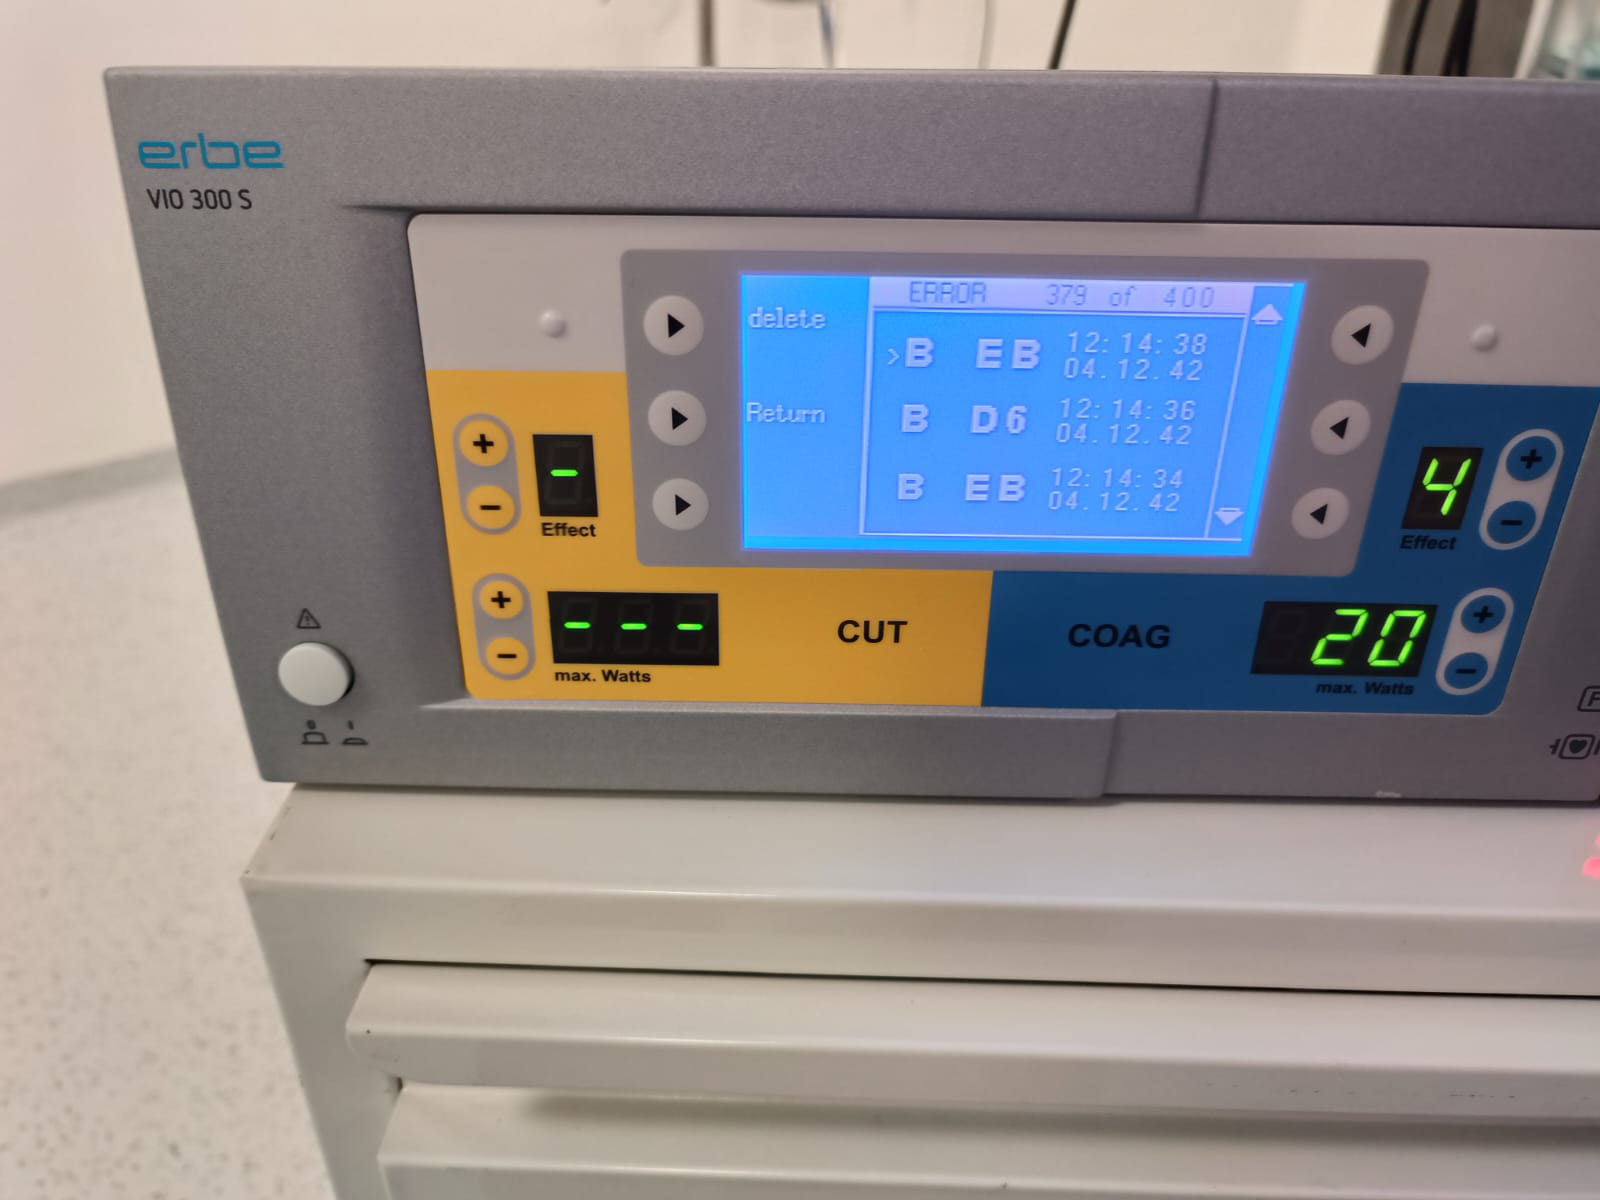 erbe
VIO 300 S
delete
Return
ERROR 379 of 400
>B EB 12:14:38
04.12.42
B D6 12:14:36
04.12.42
B EB 12:14:34
04.12.42
+
-
-
Effect
+
-
- - -
max. Watts
CUT
COAG
4
Effect
+
-
20
max. Watts
+
-